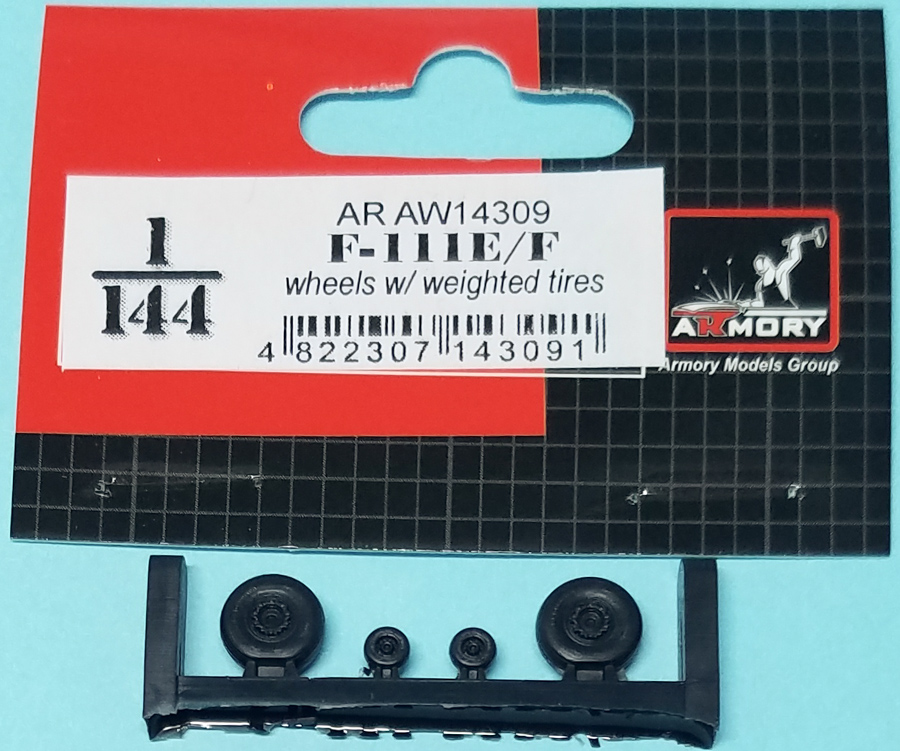 1
144
AR AW14309
F-111E/F
wheels w/ weighted tires
4 822307 143091
ARMORY
Armory Models Group